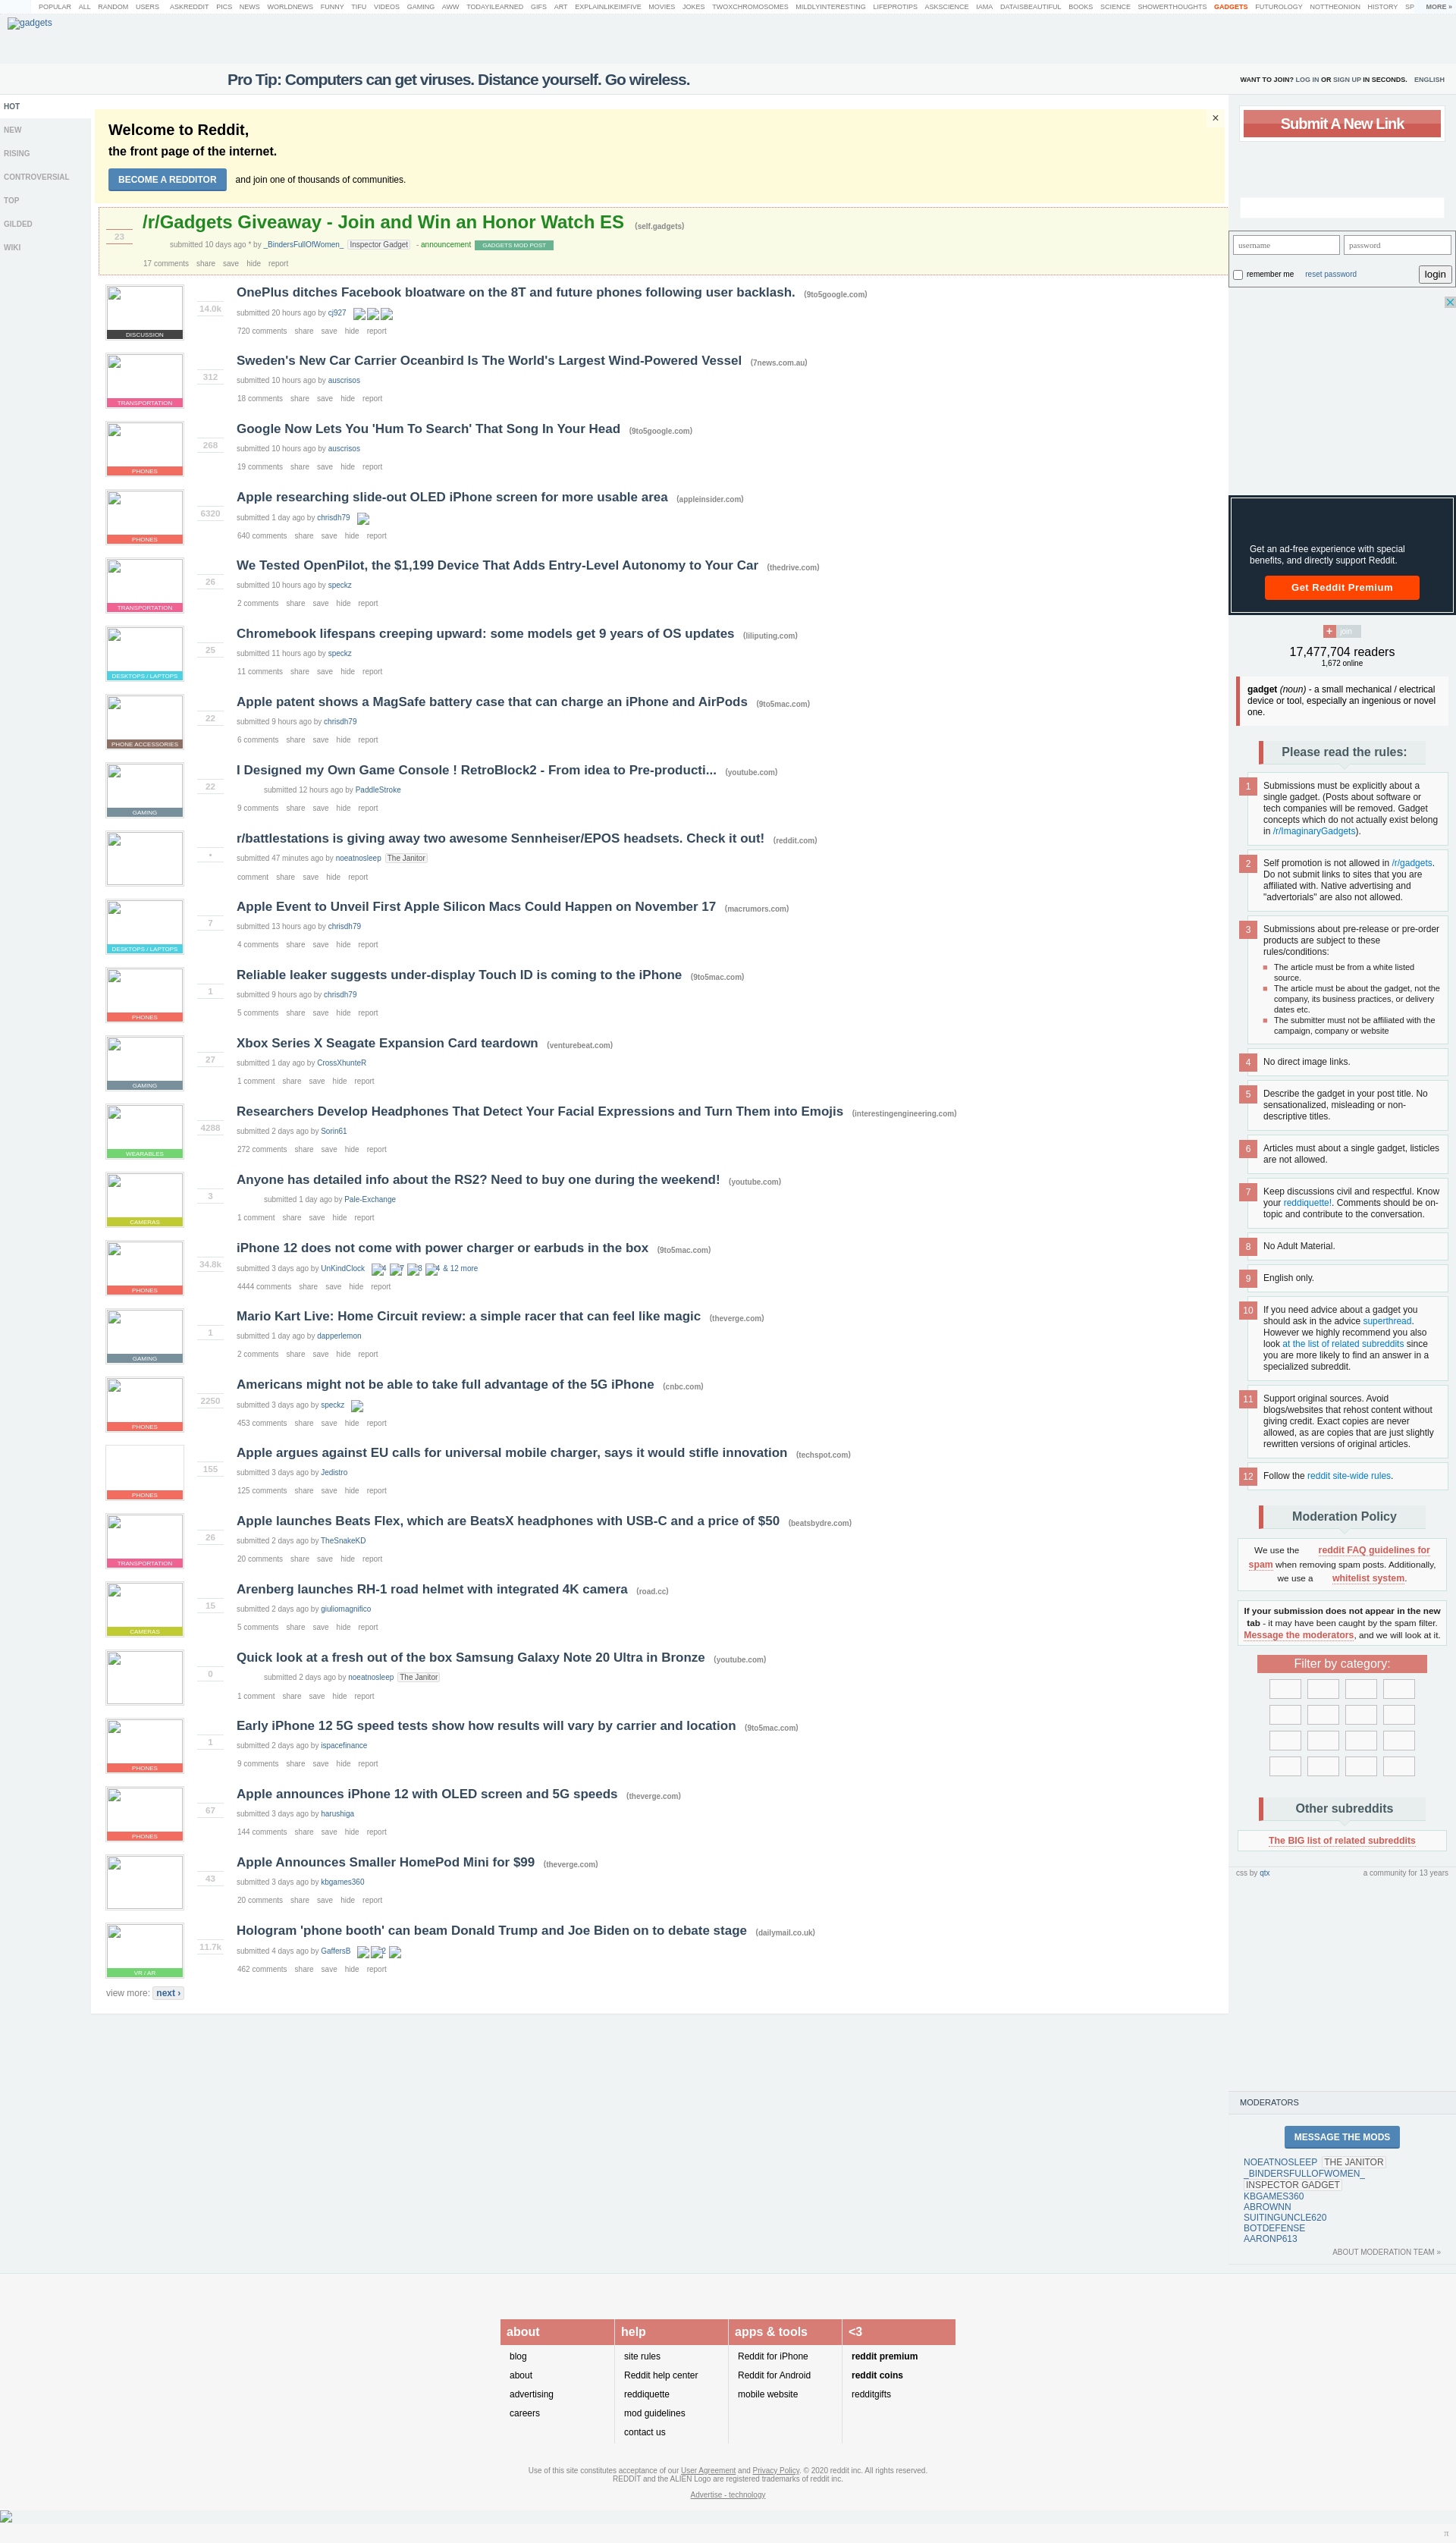 POPULAR ALL RANDOM USERS ASKREDDIT PICS NEWS WORLDNEWS FUNNY TIFU VIDEOS GAMING AWW TODAYILEARNED GIFS ART EXPLAINLIKEIMFIVE MOVIES JOKES TWOXCHROMOSOMES MILDLYINTERESTING LIFEPROTIPS ASKSCIENCE IAMA DATAISBEAUTIFUL BOOKS SCIENCE SHOWERTHOUGHTS GADGETS FUTUROLOGY NOTTHEONION HISTORY SP MORE »
gadgets
Pro Tip: Computers can get viruses. Distance yourself. Go wireless.
WANT TO JOIN? LOG IN OR SIGN UP IN SECONDS. ENGLISH
HOT
NEW
RISING
CONTROVERSIAL
TOP
GILDED
WIKI
×
Welcome to Reddit,
the front page of the internet.
BECOME A REDDITOR and join one of thousands of communities.
23
/r/Gadgets Giveaway - Join and Win an Honor Watch ES (self.gadgets)
submitted 10 days ago * by _BindersFullOfWomen_ Inspector Gadget - announcement GADGETS MOD POST
17 comments share save hide report
DISCUSSION
14.0k
OnePlus ditches Facebook bloatware on the 8T and future phones following user backlash. (9to5google.com)
submitted 20 hours ago by cj927
720 comments share save hide report
TRANSPORTATION
312
Sweden's New Car Carrier Oceanbird Is The World's Largest Wind-Powered Vessel (7news.com.au)
submitted 10 hours ago by auscrisos
18 comments share save hide report
PHONES
268
Google Now Lets You 'Hum To Search' That Song In Your Head (9to5google.com)
submitted 10 hours ago by auscrisos
19 comments share save hide report
PHONES
6320
Apple researching slide-out OLED iPhone screen for more usable area (appleinsider.com)
submitted 1 day ago by chrisdh79
640 comments share save hide report
TRANSPORTATION
26
We Tested OpenPilot, the $1,199 Device That Adds Entry-Level Autonomy to Your Car (thedrive.com)
submitted 10 hours ago by speckz
2 comments share save hide report
DESKTOPS / LAPTOPS
25
Chromebook lifespans creeping upward: some models get 9 years of OS updates (liliputing.com)
submitted 11 hours ago by speckz
11 comments share save hide report
PHONE ACCESSORIES
22
Apple patent shows a MagSafe battery case that can charge an iPhone and AirPods (9to5mac.com)
submitted 9 hours ago by chrisdh79
6 comments share save hide report
GAMING
22
I Designed my Own Game Console ! RetroBlock2 - From idea to Pre-producti... (youtube.com)
submitted 12 hours ago by PaddleStroke
9 comments share save hide report
•
r/battlestations is giving away two awesome Sennheiser/EPOS headsets. Check it out! (reddit.com)
submitted 47 minutes ago by noeatnosleep The Janitor
comment share save hide report
DESKTOPS / LAPTOPS
7
Apple Event to Unveil First Apple Silicon Macs Could Happen on November 17 (macrumors.com)
submitted 13 hours ago by chrisdh79
4 comments share save hide report
PHONES
1
Reliable leaker suggests under-display Touch ID is coming to the iPhone (9to5mac.com)
submitted 9 hours ago by chrisdh79
5 comments share save hide report
GAMING
27
Xbox Series X Seagate Expansion Card teardown (venturebeat.com)
submitted 1 day ago by CrossXhunteR
1 comment share save hide report
WEARABLES
4288
Researchers Develop Headphones That Detect Your Facial Expressions and Turn Them into Emojis (interestingengineering.com)
submitted 2 days ago by Sorin61
272 comments share save hide report
CAMERAS
3
Anyone has detailed info about the RS2? Need to buy one during the weekend! (youtube.com)
submitted 1 day ago by Pale-Exchange
1 comment share save hide report
PHONES
34.8k
iPhone 12 does not come with power charger or earbuds in the box (9to5mac.com)
submitted 3 days ago by UnKindClock 4 7 3 4 & 12 more
4444 comments share save hide report
GAMING
1
Mario Kart Live: Home Circuit review: a simple racer that can feel like magic (theverge.com)
submitted 1 day ago by dapperlemon
2 comments share save hide report
PHONES
2250
Americans might not be able to take full advantage of the 5G iPhone (cnbc.com)
submitted 3 days ago by speckz
453 comments share save hide report
PHONES
155
Apple argues against EU calls for universal mobile charger, says it would stifle innovation (techspot.com)
submitted 3 days ago by Jedistro
125 comments share save hide report
TRANSPORTATION
26
Apple launches Beats Flex, which are BeatsX headphones with USB-C and a price of $50 (beatsbydre.com)
submitted 2 days ago by TheSnakeKD
20 comments share save hide report
CAMERAS
15
Arenberg launches RH-1 road helmet with integrated 4K camera (road.cc)
submitted 2 days ago by giuliomagnifico
5 comments share save hide report
0
Quick look at a fresh out of the box Samsung Galaxy Note 20 Ultra in Bronze (youtube.com)
submitted 2 days ago by noeatnosleep The Janitor
1 comment share save hide report
PHONES
1
Early iPhone 12 5G speed tests show how results will vary by carrier and location (9to5mac.com)
submitted 2 days ago by ispacefinance
9 comments share save hide report
PHONES
67
Apple announces iPhone 12 with OLED screen and 5G speeds (theverge.com)
submitted 3 days ago by harushiga
144 comments share save hide report
43
Apple Announces Smaller HomePod Mini for $99 (theverge.com)
submitted 3 days ago by kbgames360
20 comments share save hide report
VR / AR
11.7k
Hologram 'phone booth' can beam Donald Trump and Joe Biden on to debate stage (dailymail.co.uk)
submitted 4 days ago by GaffersB 2
462 comments share save hide report
view more: next ›
Submit A New Link
username password
remember me reset password login
Get an ad-free experience with special
benefits, and directly support Reddit.
Get Reddit Premium
+ join
17,477,704 readers
1,672 online
gadget (noun) - a small mechanical / electrical
device or tool, especially an ingenious or novel
one.
Please read the rules:
1 Submissions must be explicitly about a
single gadget. (Posts about software or
tech companies will be removed. Gadget
concepts which do not actually exist belong
in /r/ImaginaryGadgets).
2 Self promotion is not allowed in /r/gadgets.
Do not submit links to sites that you are
affiliated with. Native advertising and
"advertorials" are also not allowed.
3 Submissions about pre-release or pre-order
products are subject to these
rules/conditions:
The article must be from a white listed
source.
The article must be about the gadget, not the
company, its business practices, or delivery
dates etc.
The submitter must not be affiliated with the
campaign, company or website
4 No direct image links.
5 Describe the gadget in your post title. No
sensationalized, misleading or non-
descriptive titles.
6 Articles must about a single gadget, listicles
are not allowed.
7 Keep discussions civil and respectful. Know
your reddiquette!. Comments should be on-
topic and contribute to the conversation.
8 No Adult Material.
9 English only.
10 If you need advice about a gadget you
should ask in the advice superthread.
However we highly recommend you also
look at the list of related subreddits since
you are more likely to find an answer in a
specialized subreddit.
11 Support original sources. Avoid
blogs/websites that rehost content without
giving credit. Exact copies are never
allowed, as are copies that are just slightly
rewritten versions of original articles.
12 Follow the reddit site-wide rules.
Moderation Policy
We use the reddit FAQ guidelines for
spam when removing spam posts. Additionally,
we use a whitelist system.
If your submission does not appear in the new
tab - it may have been caught by the spam filter.
Message the moderators, and we will look at it.
Filter by category:
Other subreddits
The BIG list of related subreddits
css by qtx a community for 13 years
MODERATORS
MESSAGE THE MODS
NOEATNOSLEEP THE JANITOR
_BINDERSFULLOFWOMEN_
INSPECTOR GADGET
KBGAMES360
ABROWNN
SUITINGUNCLE620
BOTDEFENSE
AARONP613
ABOUT MODERATION TEAM »
about
blog
about
advertising
careers
help
site rules
Reddit help center
reddiquette
mod guidelines
contact us
apps & tools
Reddit for iPhone
Reddit for Android
mobile website
<3
reddit premium
reddit coins
redditgifts
Use of this site constitutes acceptance of our User Agreement and Privacy Policy. © 2020 reddit inc. All rights reserved.
REDDIT and the ALIEN Logo are registered trademarks of reddit inc.
Advertise - technology